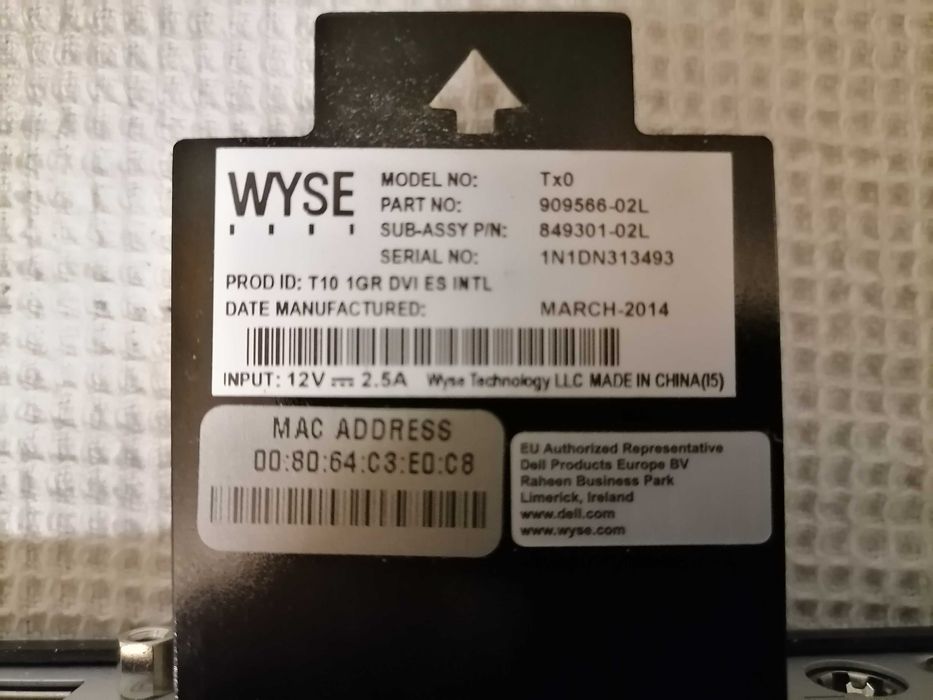 WYSE
MODEL NO: Tx0
PART NO: 909566-02L
SUB-ASSY P/N: 849301-02L
SERIAL NO: 1N1DN313493
PROD ID: T10 1GR DVI ES INTL
DATE MANUFACTURED: MARCH-2014
INPUT: 12V ⎓ 2.5A Wyse Technology LLC MADE IN CHINA(I5)
MAC ADDRESS
00:80:64:C3:E0:C8
EU Authorized Representative
Dell Products Europe BV
Raheen Business Park
Limerick, Ireland
www.dell.com
www.wyse.com